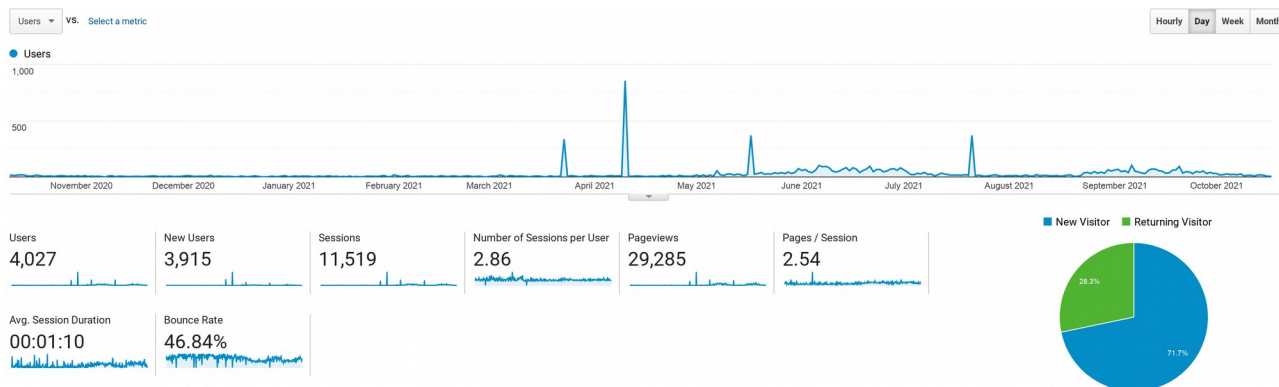 Users VS. Select a metric
Hourly Day Week Month
Users
1,000
500
November 2020 December 2020 January 2021 February 2021 March 2021 April 2021 May 2021 June 2021 July 2021 August 2021 September 2021 October 2021
New Visitor Returning Visitor
Users New Users Sessions Number of Sessions per User Pageviews Pages / Session
4,027 3,915 11,519 2.86 29,285 2.54
28.3%
71.7%
Avg. Session Duration Bounce Rate
00:01:10 46.84%